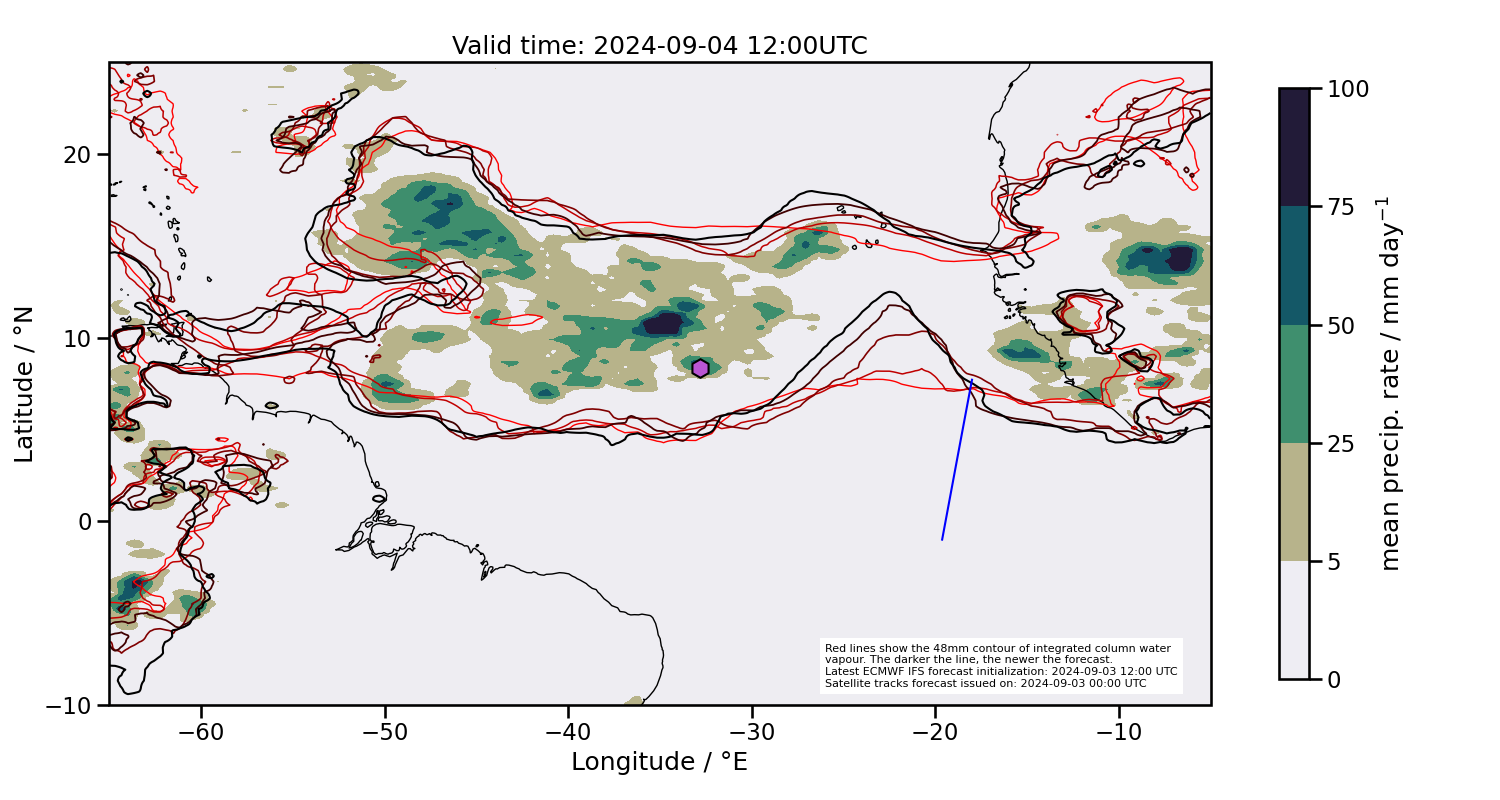 Valid time: 2024-09-04 12:00UTC
Latitude / °N
20
10
0
−10
−60
−50
−40
−30
−20
−10
Longitude / °E
Red lines show the 48mm contour of integrated column water
vapour. The darker the line, the newer the forecast.
Latest ECMWF IFS forecast initialization: 2024-09-03 12:00 UTC
Satellite tracks forecast issued on: 2024-09-03 00:00 UTC
100
75
50
25
5
0
mean precip. rate / mm day−1